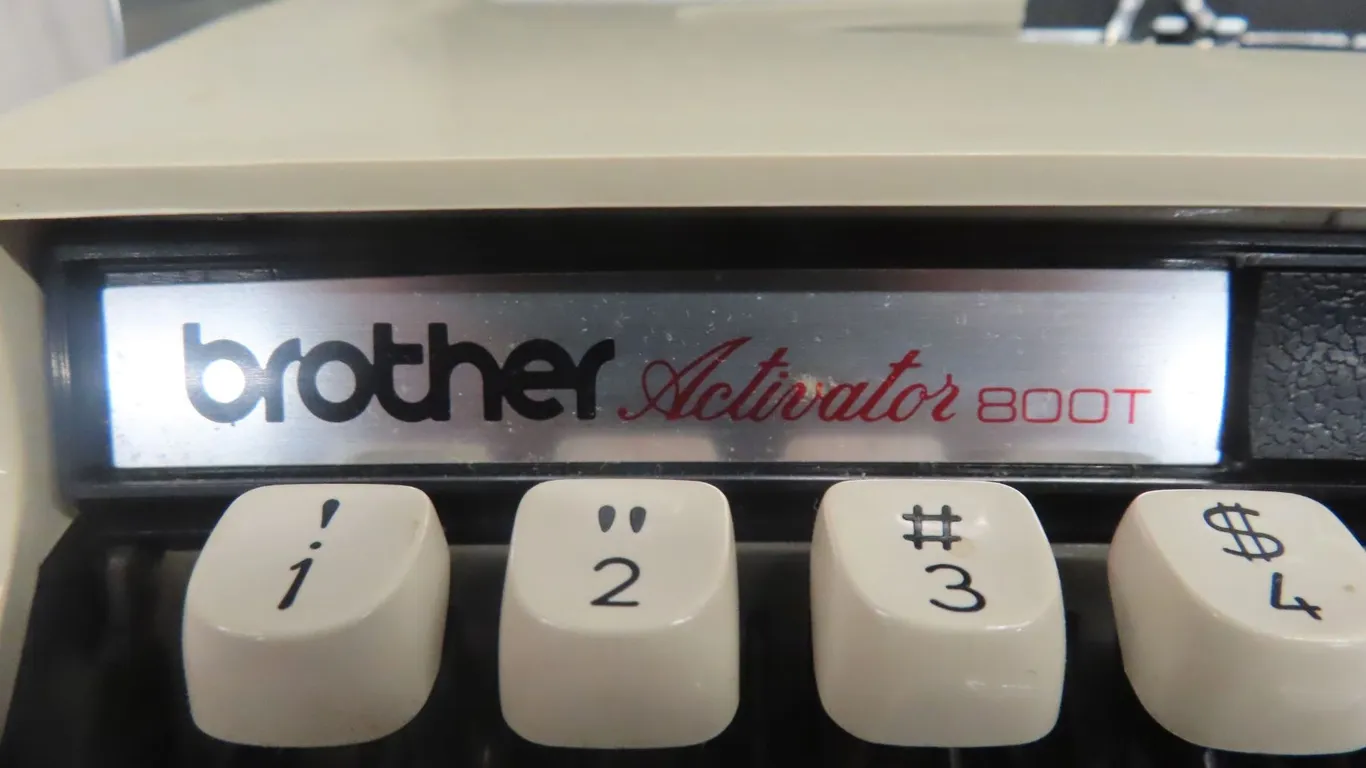 brother Activator 800T
! " # $
1 2 3 4